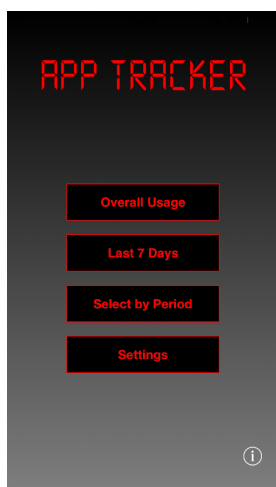 APP TRACKER
Overall Usage
Last 7 Days
Select by Period
Settings
i